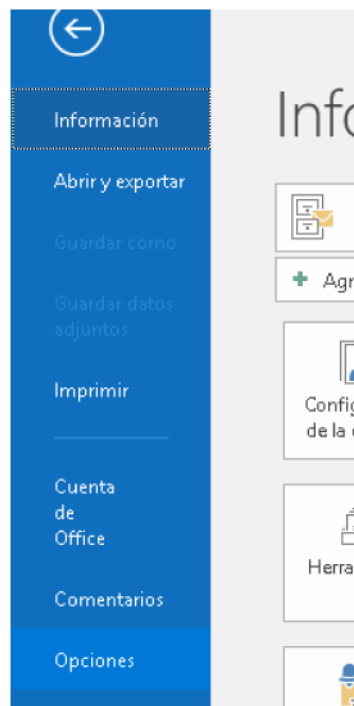 Información
Abrir y exportar
Guardar como
Guardar datos
adjuntos
Imprimir
Cuenta
de
Office
Comentarios
Opciones
Info
Agr
Config
de la
Herra